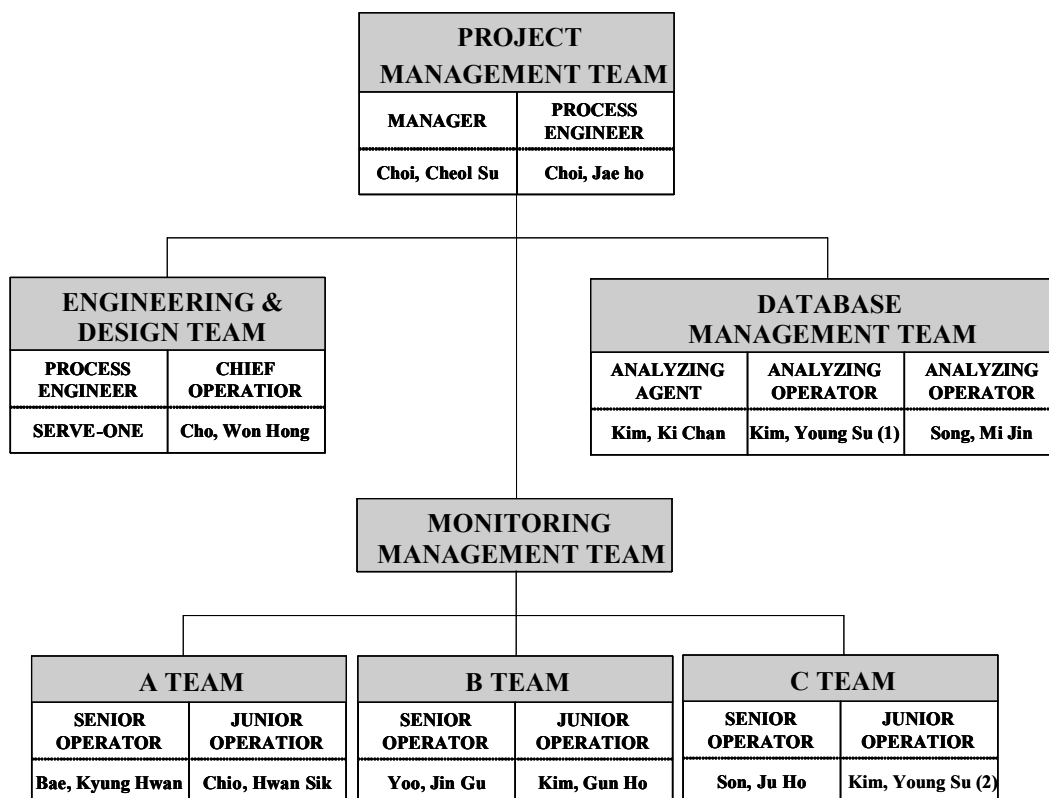 PROJECT
MANAGEMENT TEAM
MANAGER
PROCESS
ENGINEER
Choi, Cheol Su
Choi, Jae ho
ENGINEERING &
DESIGN TEAM
PROCESS
ENGINEER
CHIEF
OPERATIOR
SERVE-ONE
Cho, Won Hong
DATABASE
MANAGEMENT TEAM
ANALYZING
AGENT
ANALYZING
OPERATOR
ANALYZING
OPERATOR
Kim, Ki Chan
Kim, Young Su (1)
Song, Mi Jin
MONITORING
MANAGEMENT TEAM
A TEAM
SENIOR
OPERATOR
JUNIOR
OPERATIOR
Bae, Kyung Hwan
Chio, Hwan Sik
B TEAM
SENIOR
OPERATOR
JUNIOR
OPERATIOR
Yoo, Jin Gu
Kim, Gun Ho
C TEAM
SENIOR
OPERATOR
JUNIOR
OPERATIOR
Son, Ju Ho
Kim, Young Su (2)